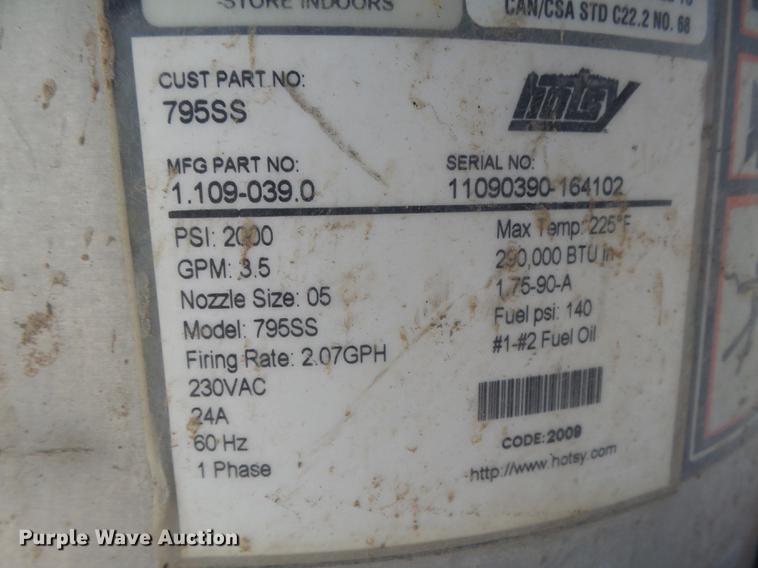 -STORE INDOORS
CAN/CSA STD C22.2 NO. 68
CUST PART NO:
795SS
hotsy
MFG PART NO:
1.109-039.0
SERIAL NO:
11090390-164102
PSI: 2000
GPM: 3.5
Nozzle Size: 05
Model: 795SS
Firing Rate: 2.07GPH
230VAC
24A
60 Hz
1 Phase
Max Temp: 225°F
290,000 BTU in
1.75-90-A
Fuel psi: 140
#1-#2 Fuel Oil
CODE: 2009
http://www.hotsy.com
Purple Wave Auction